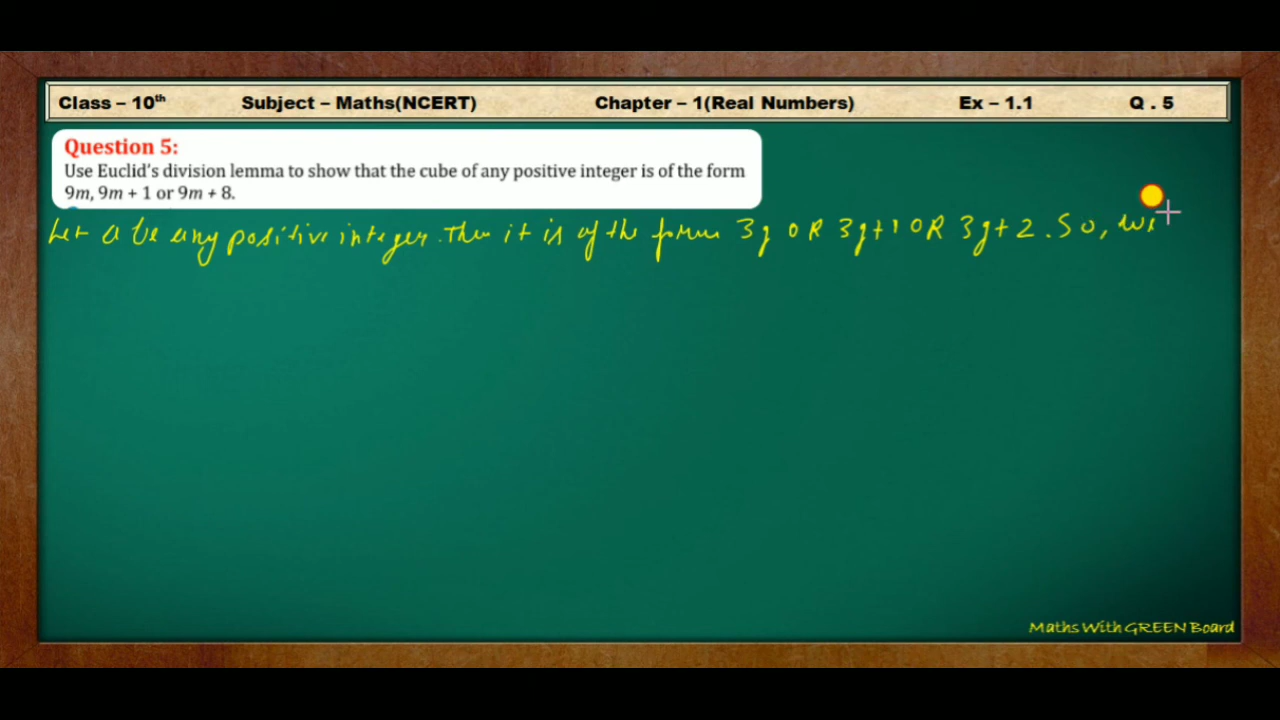 Class – 10th Subject – Maths(NCERT) Chapter – 1(Real Numbers) Ex – 1.1 Q . 5
Question 5:
Use Euclid's division lemma to show that the cube of any positive integer is of the form
9m, 9m + 1 or 9m + 8.
Let a be any positive integer. Then it is of the form 3q OR 3q+1 OR 3q+2. So, we
Maths With GREEN Board